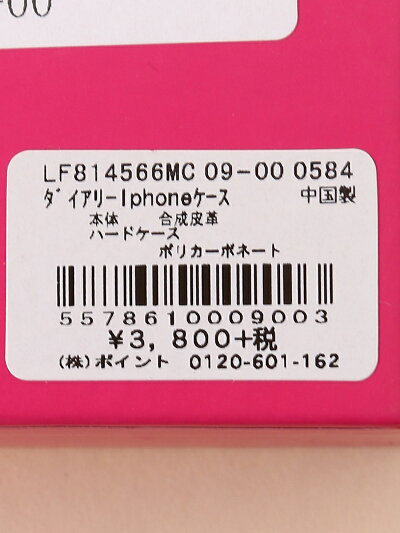 -00
LF814566MC 09-00 0584
ダイアリーIphoneケース 中国製
本体 合成皮革
ハードケース
ポリカーボネート
5578610009003
¥3,800+税
(株)ポイント 0120-601-162